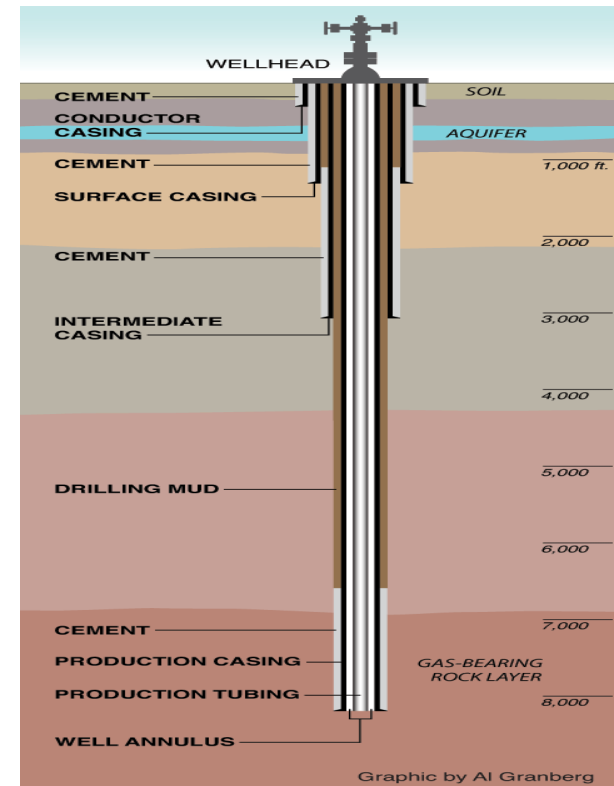 WELLHEAD
CEMENT
SOIL
CONDUCTOR
CASING
AQUIFER
CEMENT
1,000 ft.
SURFACE CASING
2,000
CEMENT
3,000
INTERMEDIATE
CASING
4,000
5,000
DRILLING MUD
6,000
7,000
CEMENT
PRODUCTION CASING
GAS-BEARING
ROCK LAYER
PRODUCTION TUBING
8,000
WELL ANNULUS
Graphic by Al Granberg